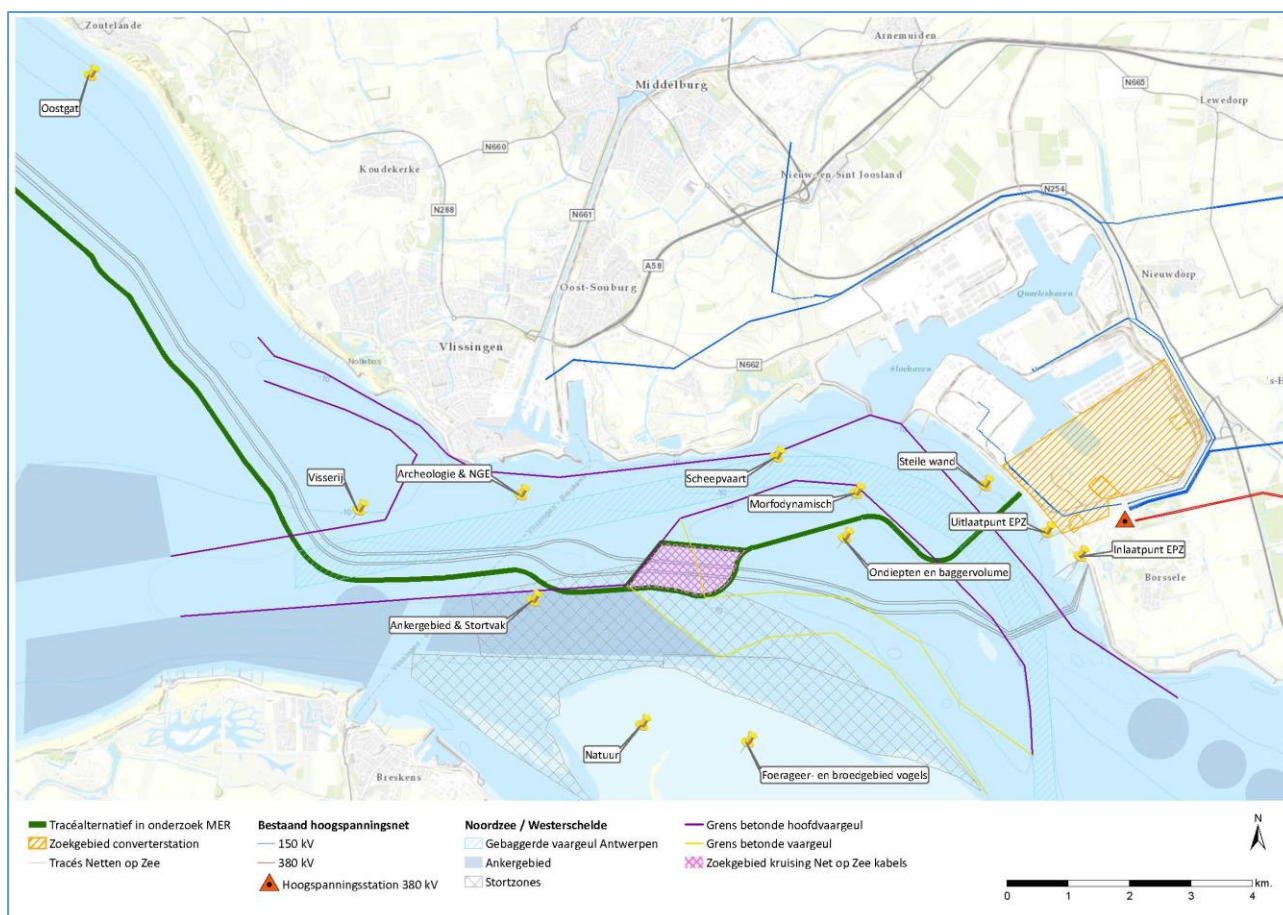 Zoutelande
Arnemuiden
N665
Oostgat
Middelburg
Lewedorp
N660
Koudekerke
Nieuw- en Sint Joosland
N254
N288
N661
A58
Nieuwdorp
Oost-Souburg
Quarleshaven
Vlissingen
Nollebos
N662
Sloehaven
's-H
Visserij
Archeologie & NGE
Scheepvaart
Steile wand
Morfodynamisch
Uitlaatpunt EPZ
Inlaatpunt EPZ
Ondiepten en baggervolume
Borssele
Ankergebied & Stortvak
Natuur
Foerageer- en broedgebied vogels
Breskens
Tracéalternatief in onderzoek MER
Zoekgebied converterstation
Tracés Netten op Zee
Bestaand hoogspanningsnet
150 kV
380 kV
Hoogspanningsstation 380 kV
Noordzee / Westerschelde
Gebaggerde vaargeul Antwerpen
Ankergebied
Stortzones
Grens betonde hoofdvaargeul
Grens betonde vaargeul
Zoekgebied kruising Net op Zee kabels
N
0 1 2 3 4
km.